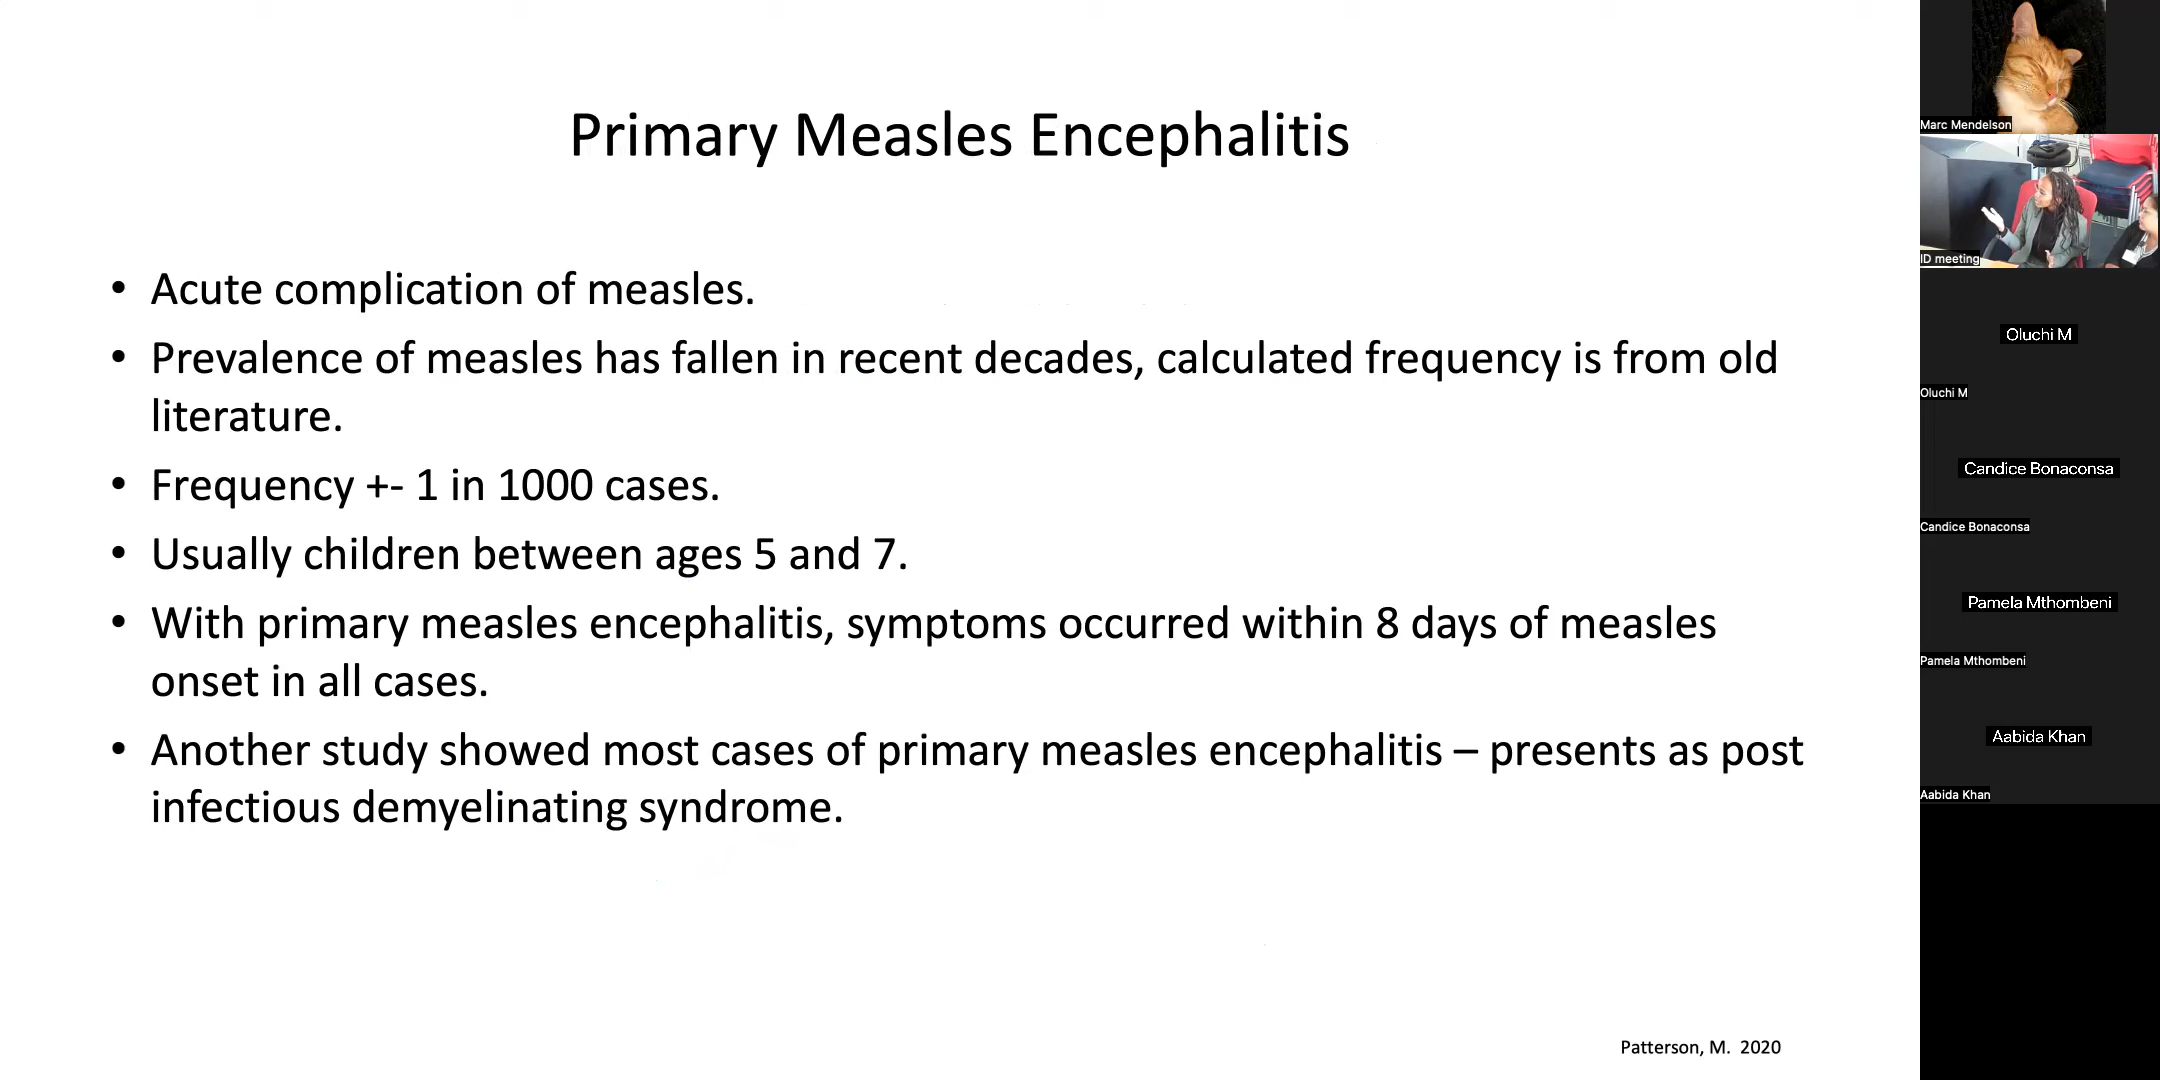 Primary Measles Encephalitis
• Acute complication of measles.
• Prevalence of measles has fallen in recent decades, calculated frequency is from old
literature.
• Frequency +- 1 in 1000 cases.
• Usually children between ages 5 and 7.
• With primary measles encephalitis, symptoms occurred within 8 days of measles
onset in all cases.
• Another study showed most cases of primary measles encephalitis – presents as post
infectious demyelinating syndrome.
Patterson, M. 2020
Marc Mendelson
ID meeting
Oluchi M
Oluchi M
Candice Bonaconsa
Candice Bonaconsa
Pamela Mthombeni
Pamela Mthombeni
Aabida Khan
Aabida Khan